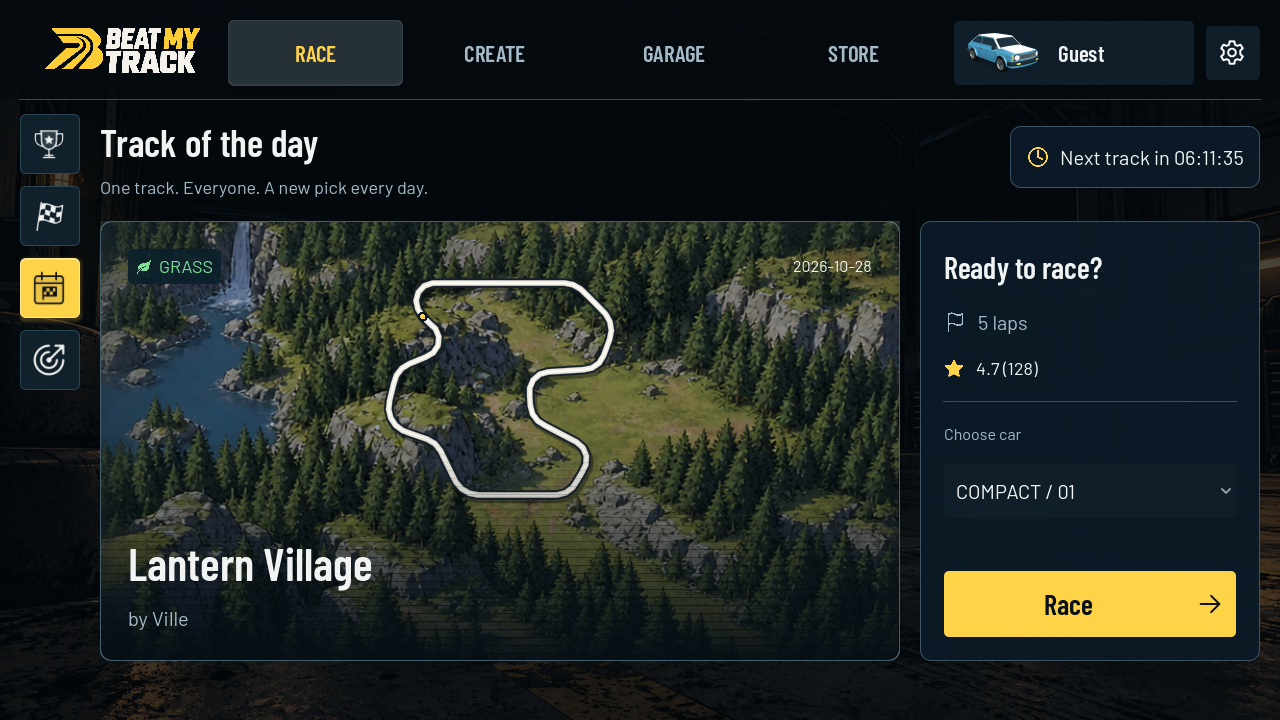 BEAT MY
TRACK
RACE
CREATE
GARAGE
STORE
Guest
Track of the day
One track. Everyone. A new pick every day.
Next track in 06:11:35
GRASS
2026-10-28
Lantern Village
by Ville
Ready to race?
5 laps
4.7 (128)
Choose car
COMPACT / 01
Race